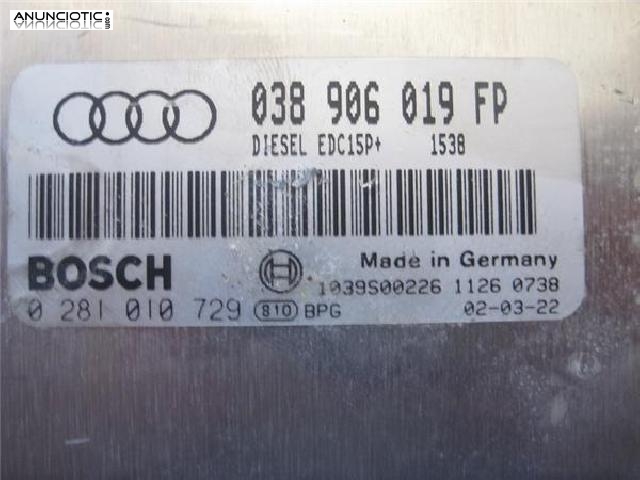 ANUNCIOTIC!
.com
038 906 019 FP
DIESEL EDC15P+ 1538
BOSCH
Made in Germany
1039S00226 1126 0738
0 281 010 729 810 BPG 02-03-22